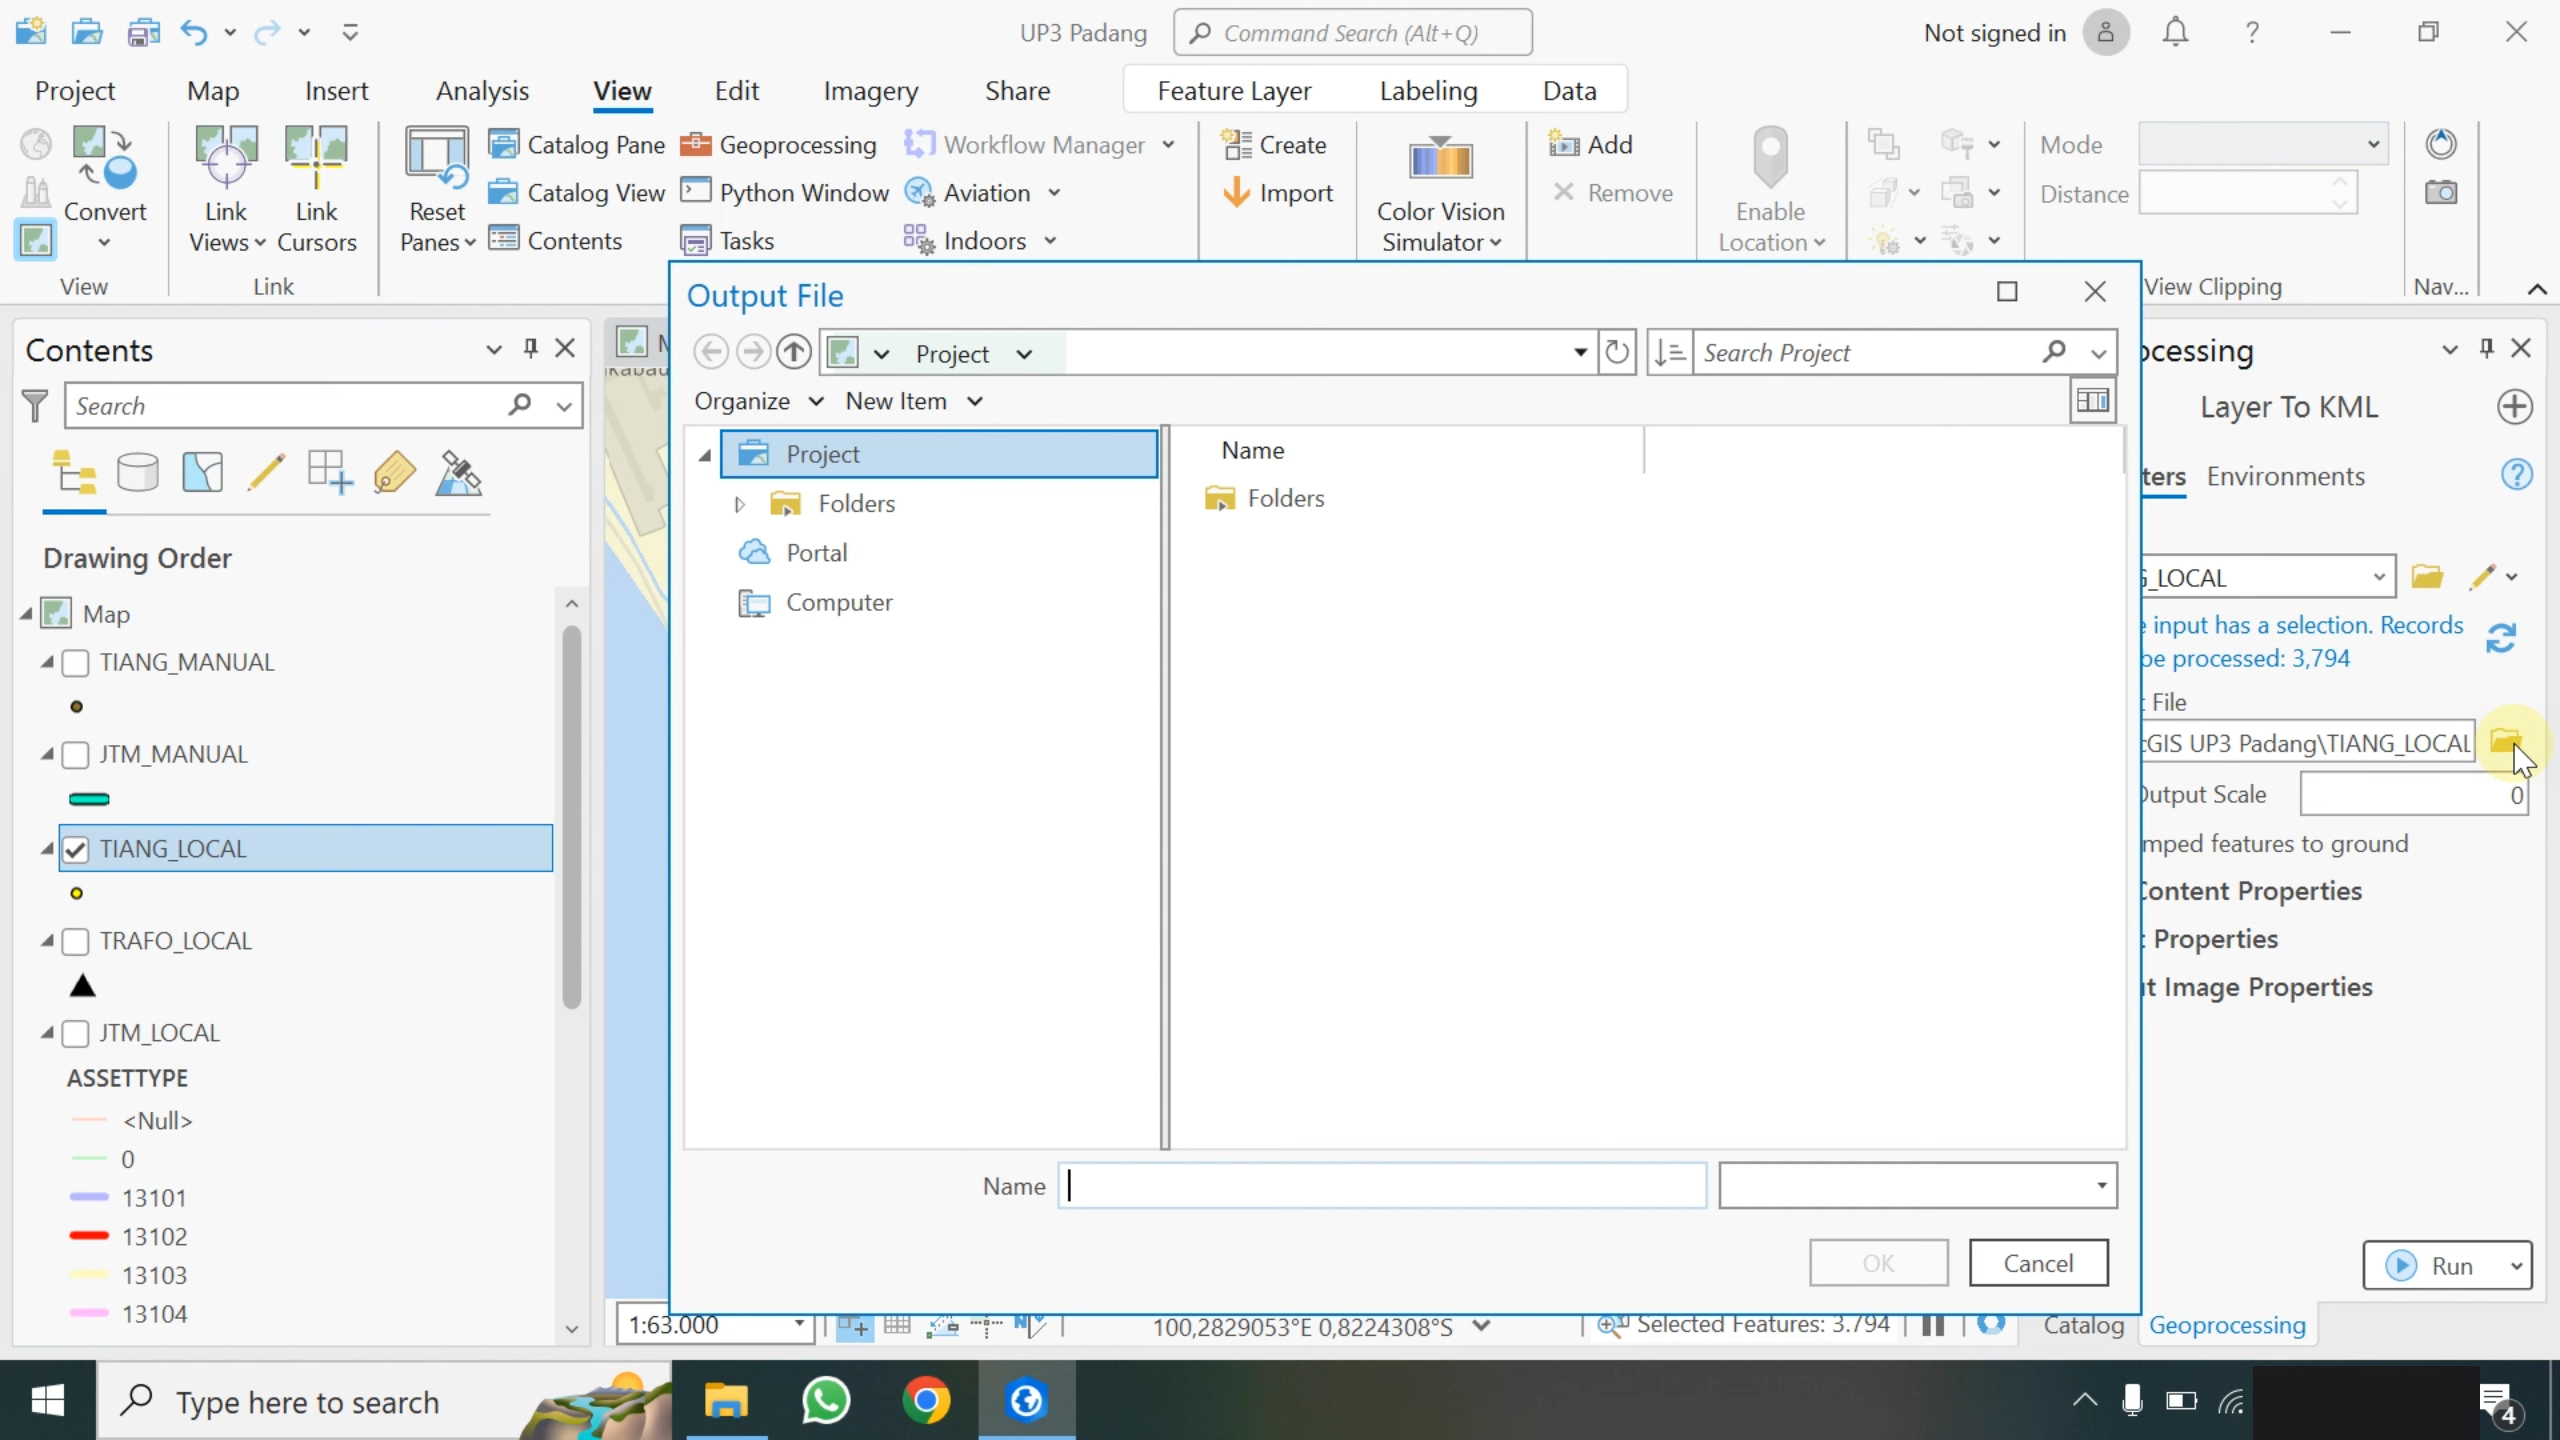 UP3 Padang
Command Search (Alt+Q)
Not signed in
Project
Map
Insert
Analysis
View
Edit
Imagery
Share
Feature Layer
Labeling
Data
Convert
View
Link
Views
Link
Cursors
Link
Reset
Panes
Catalog Pane
Catalog View
Contents
Geoprocessing
Python Window
Tasks
Workflow Manager
Aviation
Indoors
Create
Import
Color Vision
Simulator
Add
Remove
Enable
Location
Mode
Distance
View Clipping
Nav...
Contents
Search
Drawing Order
Map
TIANG_MANUAL
JTM_MANUAL
TIANG_LOCAL
TRAFO_LOCAL
JTM_LOCAL
ASSETTYPE
<Null>
0
13101
13102
13103
13104
Output File
Project
Search Project
Organize
New Item
Project
Folders
Portal
Computer
Name
Folders
Name
OK
Cancel
1:63.000
100,2829053°E 0,8224308°S
Selected Features: 3.794
ocessing
Layer To KML
ters
Environments
_LOCAL
input has a selection. Records
be processed: 3,794
File
cGIS UP3 Padang\TIANG_LOCAL
Output Scale
0
mped features to ground
Content Properties
Properties
t Image Properties
Run
Catalog
Geoprocessing
Type here to search
4